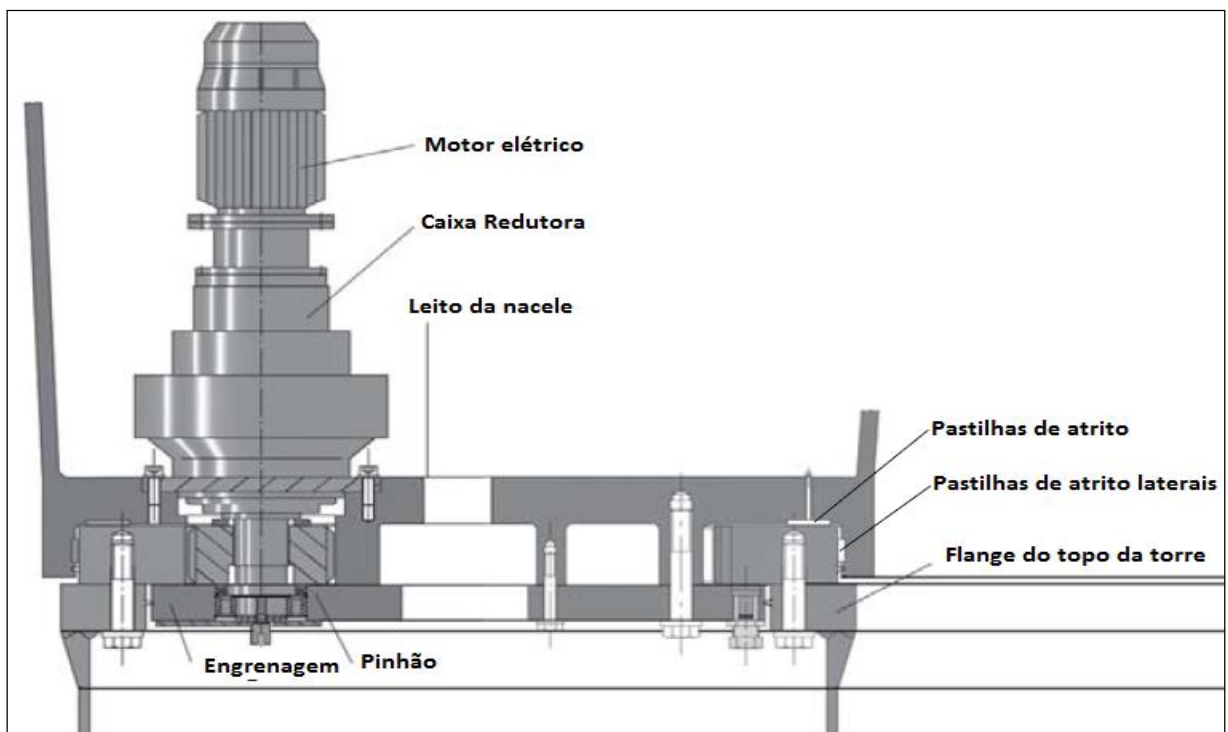 Motor elétrico
Caixa Redutora
Leito da nacele
Pastilhas de atrito
Pastilhas de atrito laterais
Flange do topo da torre
Engrenagem
Pinhão